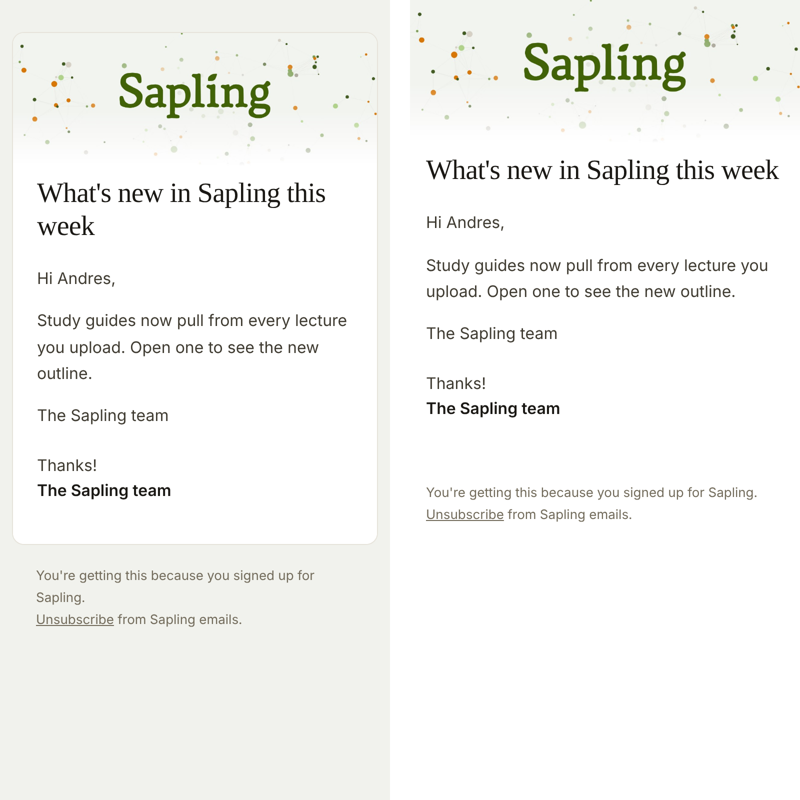 Sapling
What's new in Sapling this
week
Hi Andres,
Study guides now pull from every lecture
you upload. Open one to see the new
outline.
The Sapling team
Thanks!
The Sapling team
You're getting this because you signed up for
Sapling.
Unsubscribe from Sapling emails.
Sapling
What's new in Sapling this week
Hi Andres,
Study guides now pull from every lecture you
upload. Open one to see the new outline.
The Sapling team
Thanks!
The Sapling team
You're getting this because you signed up for Sapling.
Unsubscribe from Sapling emails.